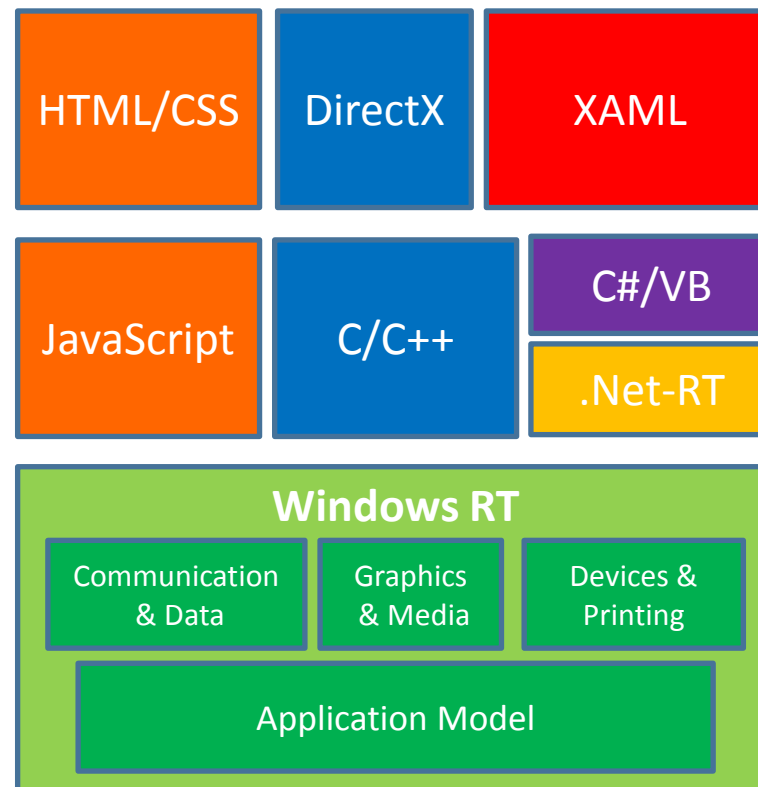 HTML/CSS
DirectX
XAML
JavaScript
C/C++
C#/VB
.Net-RT
Windows RT
Communication
& Data
Graphics
& Media
Devices &
Printing
Application Model